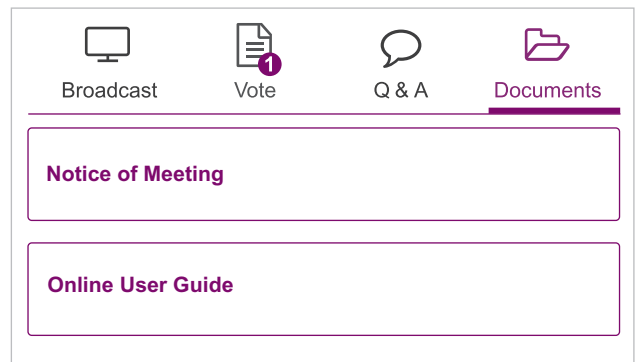 1
Broadcast Vote Q & A Documents
Notice of Meeting
Online User Guide